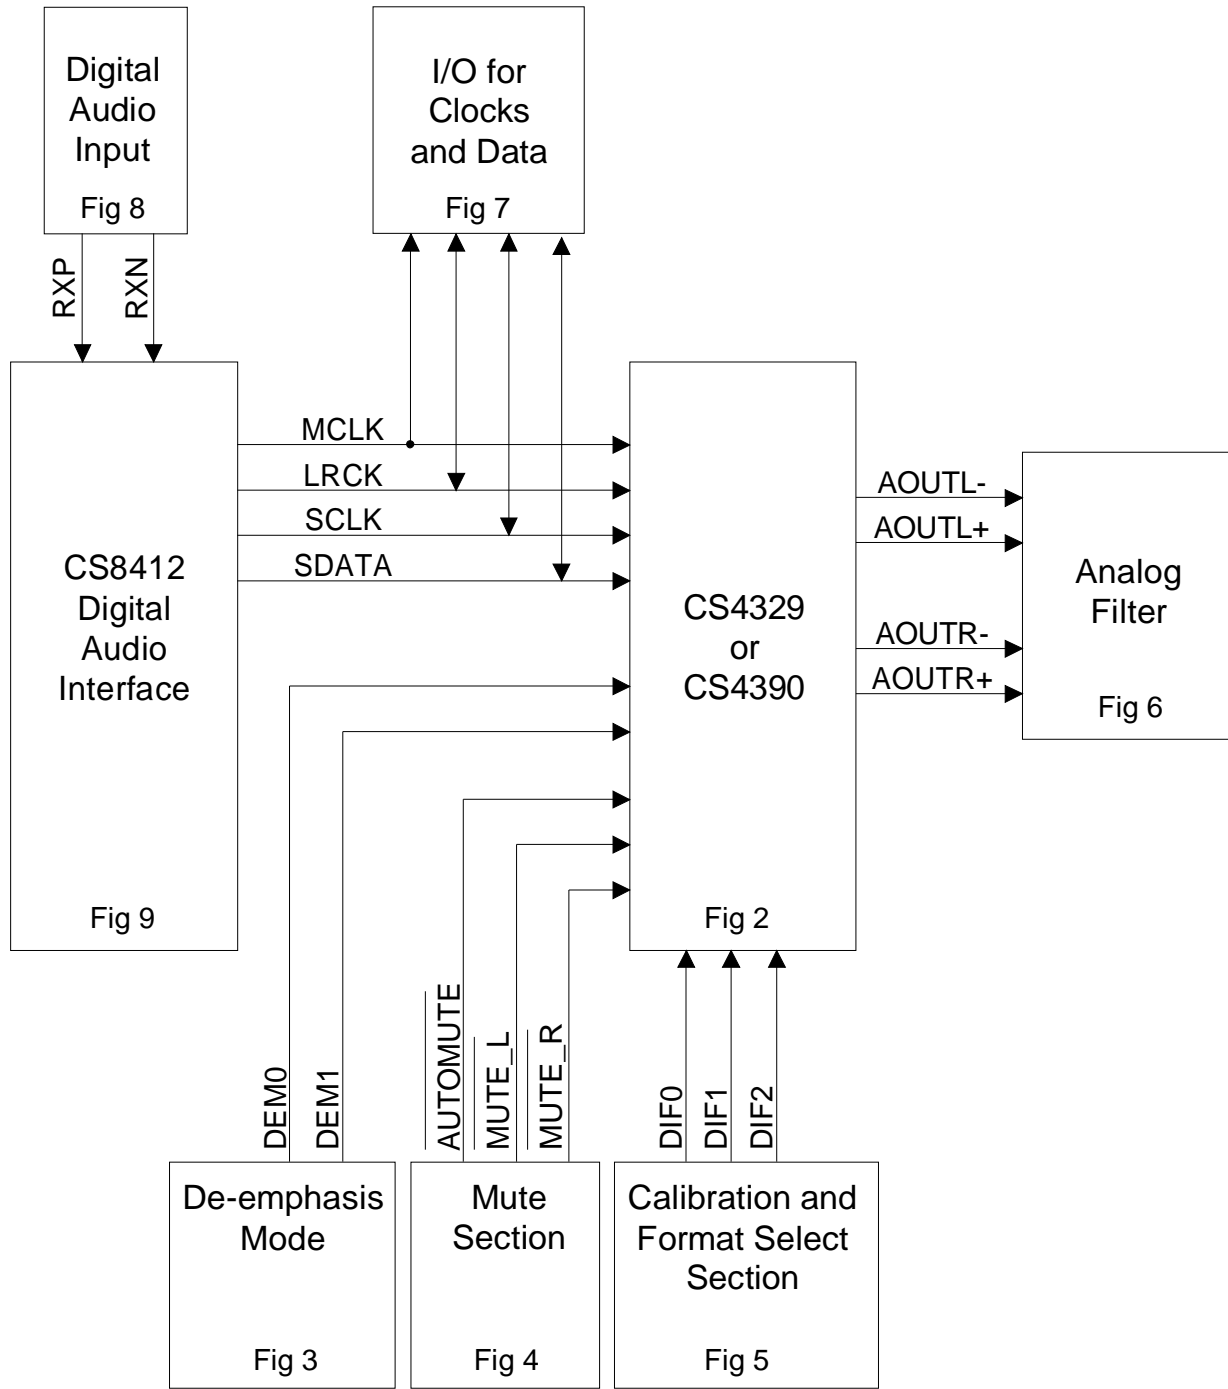 Digital
Audio
Input
Fig 8
I/O for
Clocks
and Data
Fig 7
RXP
RXN
MCLK
LRCK
SCLK
SDATA
CS8412
Digital
Audio
Interface
Fig 9
CS4329
or
CS4390
Fig 2
AOUTL-
AOUTL+
AOUTR-
AOUTR+
Analog
Filter
Fig 6
DEM0
DEM1
AUTOMUTE
MUTE_L
MUTE_R
DIF0
DIF1
DIF2
De-emphasis
Mode
Fig 3
Mute
Section
Fig 4
Calibration and
Format Select
Section
Fig 5